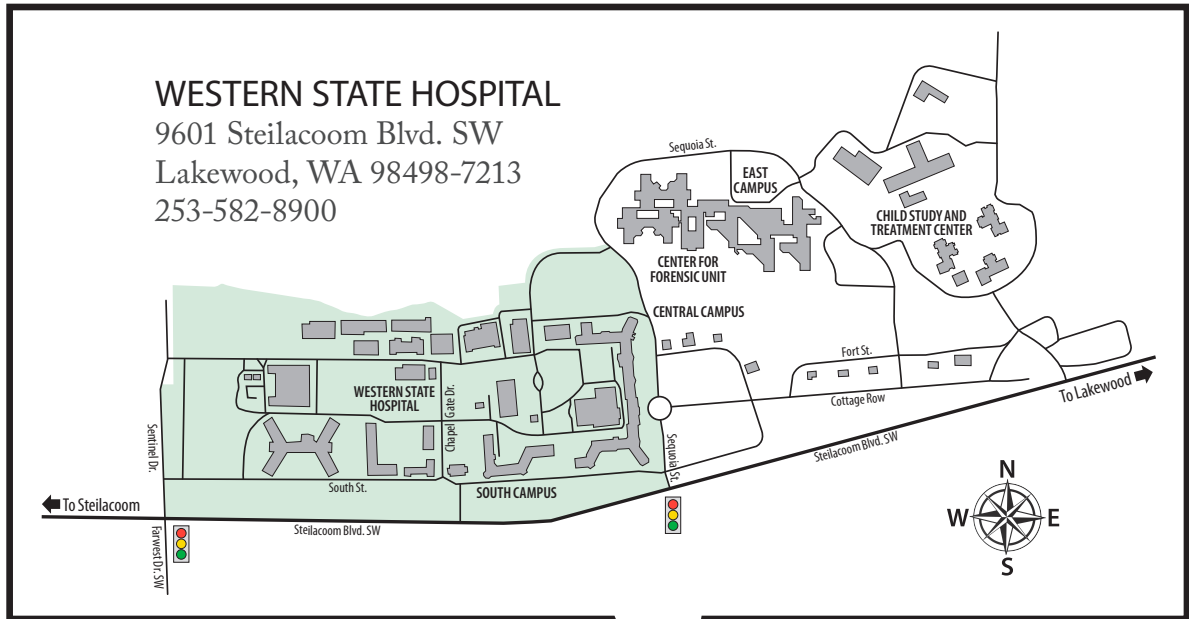 WESTERN STATE HOSPITAL
9601 Steilacoom Blvd. SW
Lakewood, WA 98498-7213
253-582-8900
Sequoia St.
EAST
CAMPUS
CHILD STUDY AND
TREATMENT CENTER
CENTER FOR
FORENSIC UNIT
CENTRAL CAMPUS
Fort St.
Cottage Row
To Lakewood
Steilacoom Blvd. SW
WESTERN STATE
HOSPITAL
Chapel Gate Dr.
Sentinel Dr.
Sequoia St.
South St.
SOUTH CAMPUS
To Steilacoom
Steilacoom Blvd. SW
Farwest Dr. SW
N
W
E
S